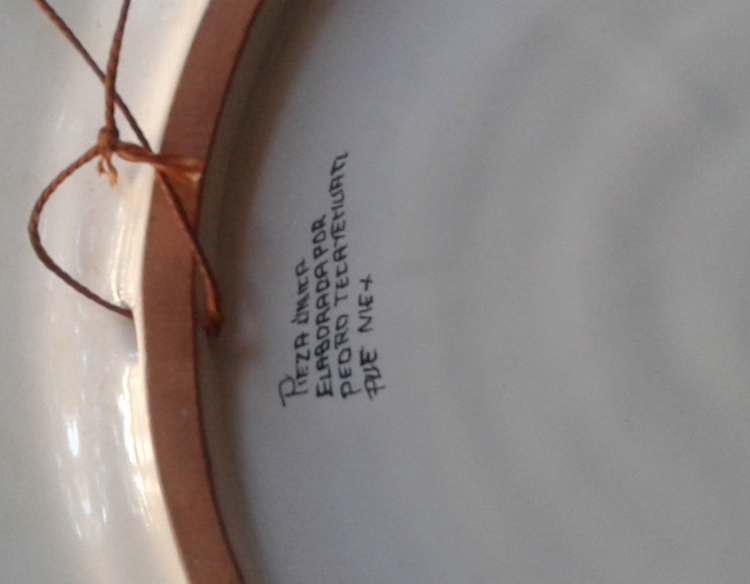 PIEZA ÚNICA
ELABORADA POR
PEDRO TECAYEHUATL
PUE MEX